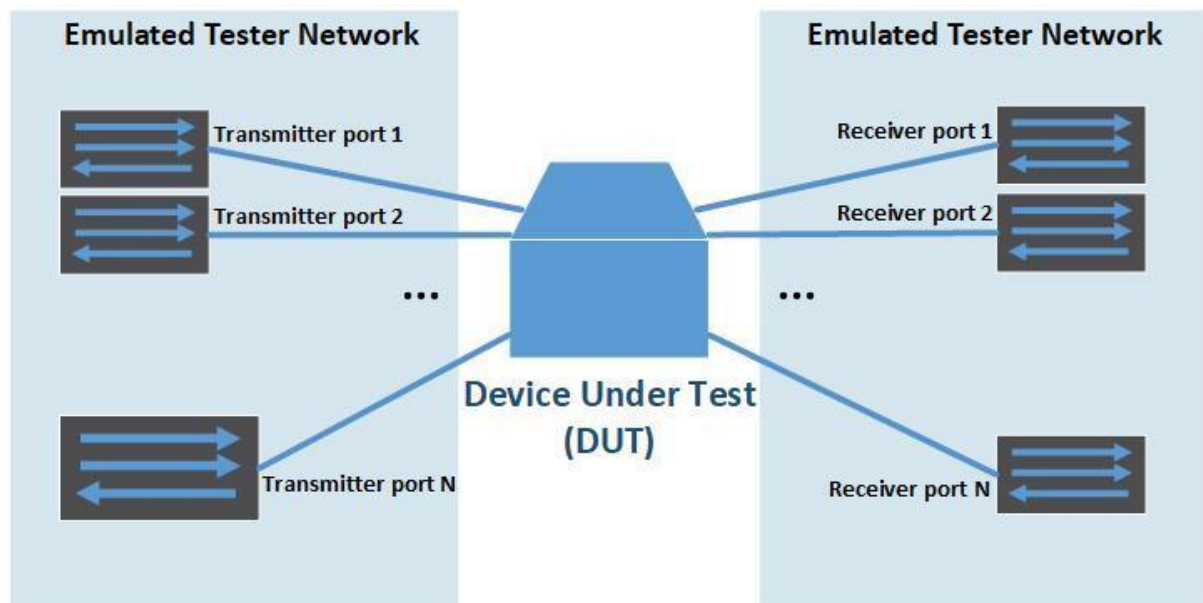 Emulated Tester Network
Emulated Tester Network
Transmitter port 1
Receiver port 1
Transmitter port 2
Receiver port 2
...
...
Device Under Test
(DUT)
Transmitter port N
Receiver port N